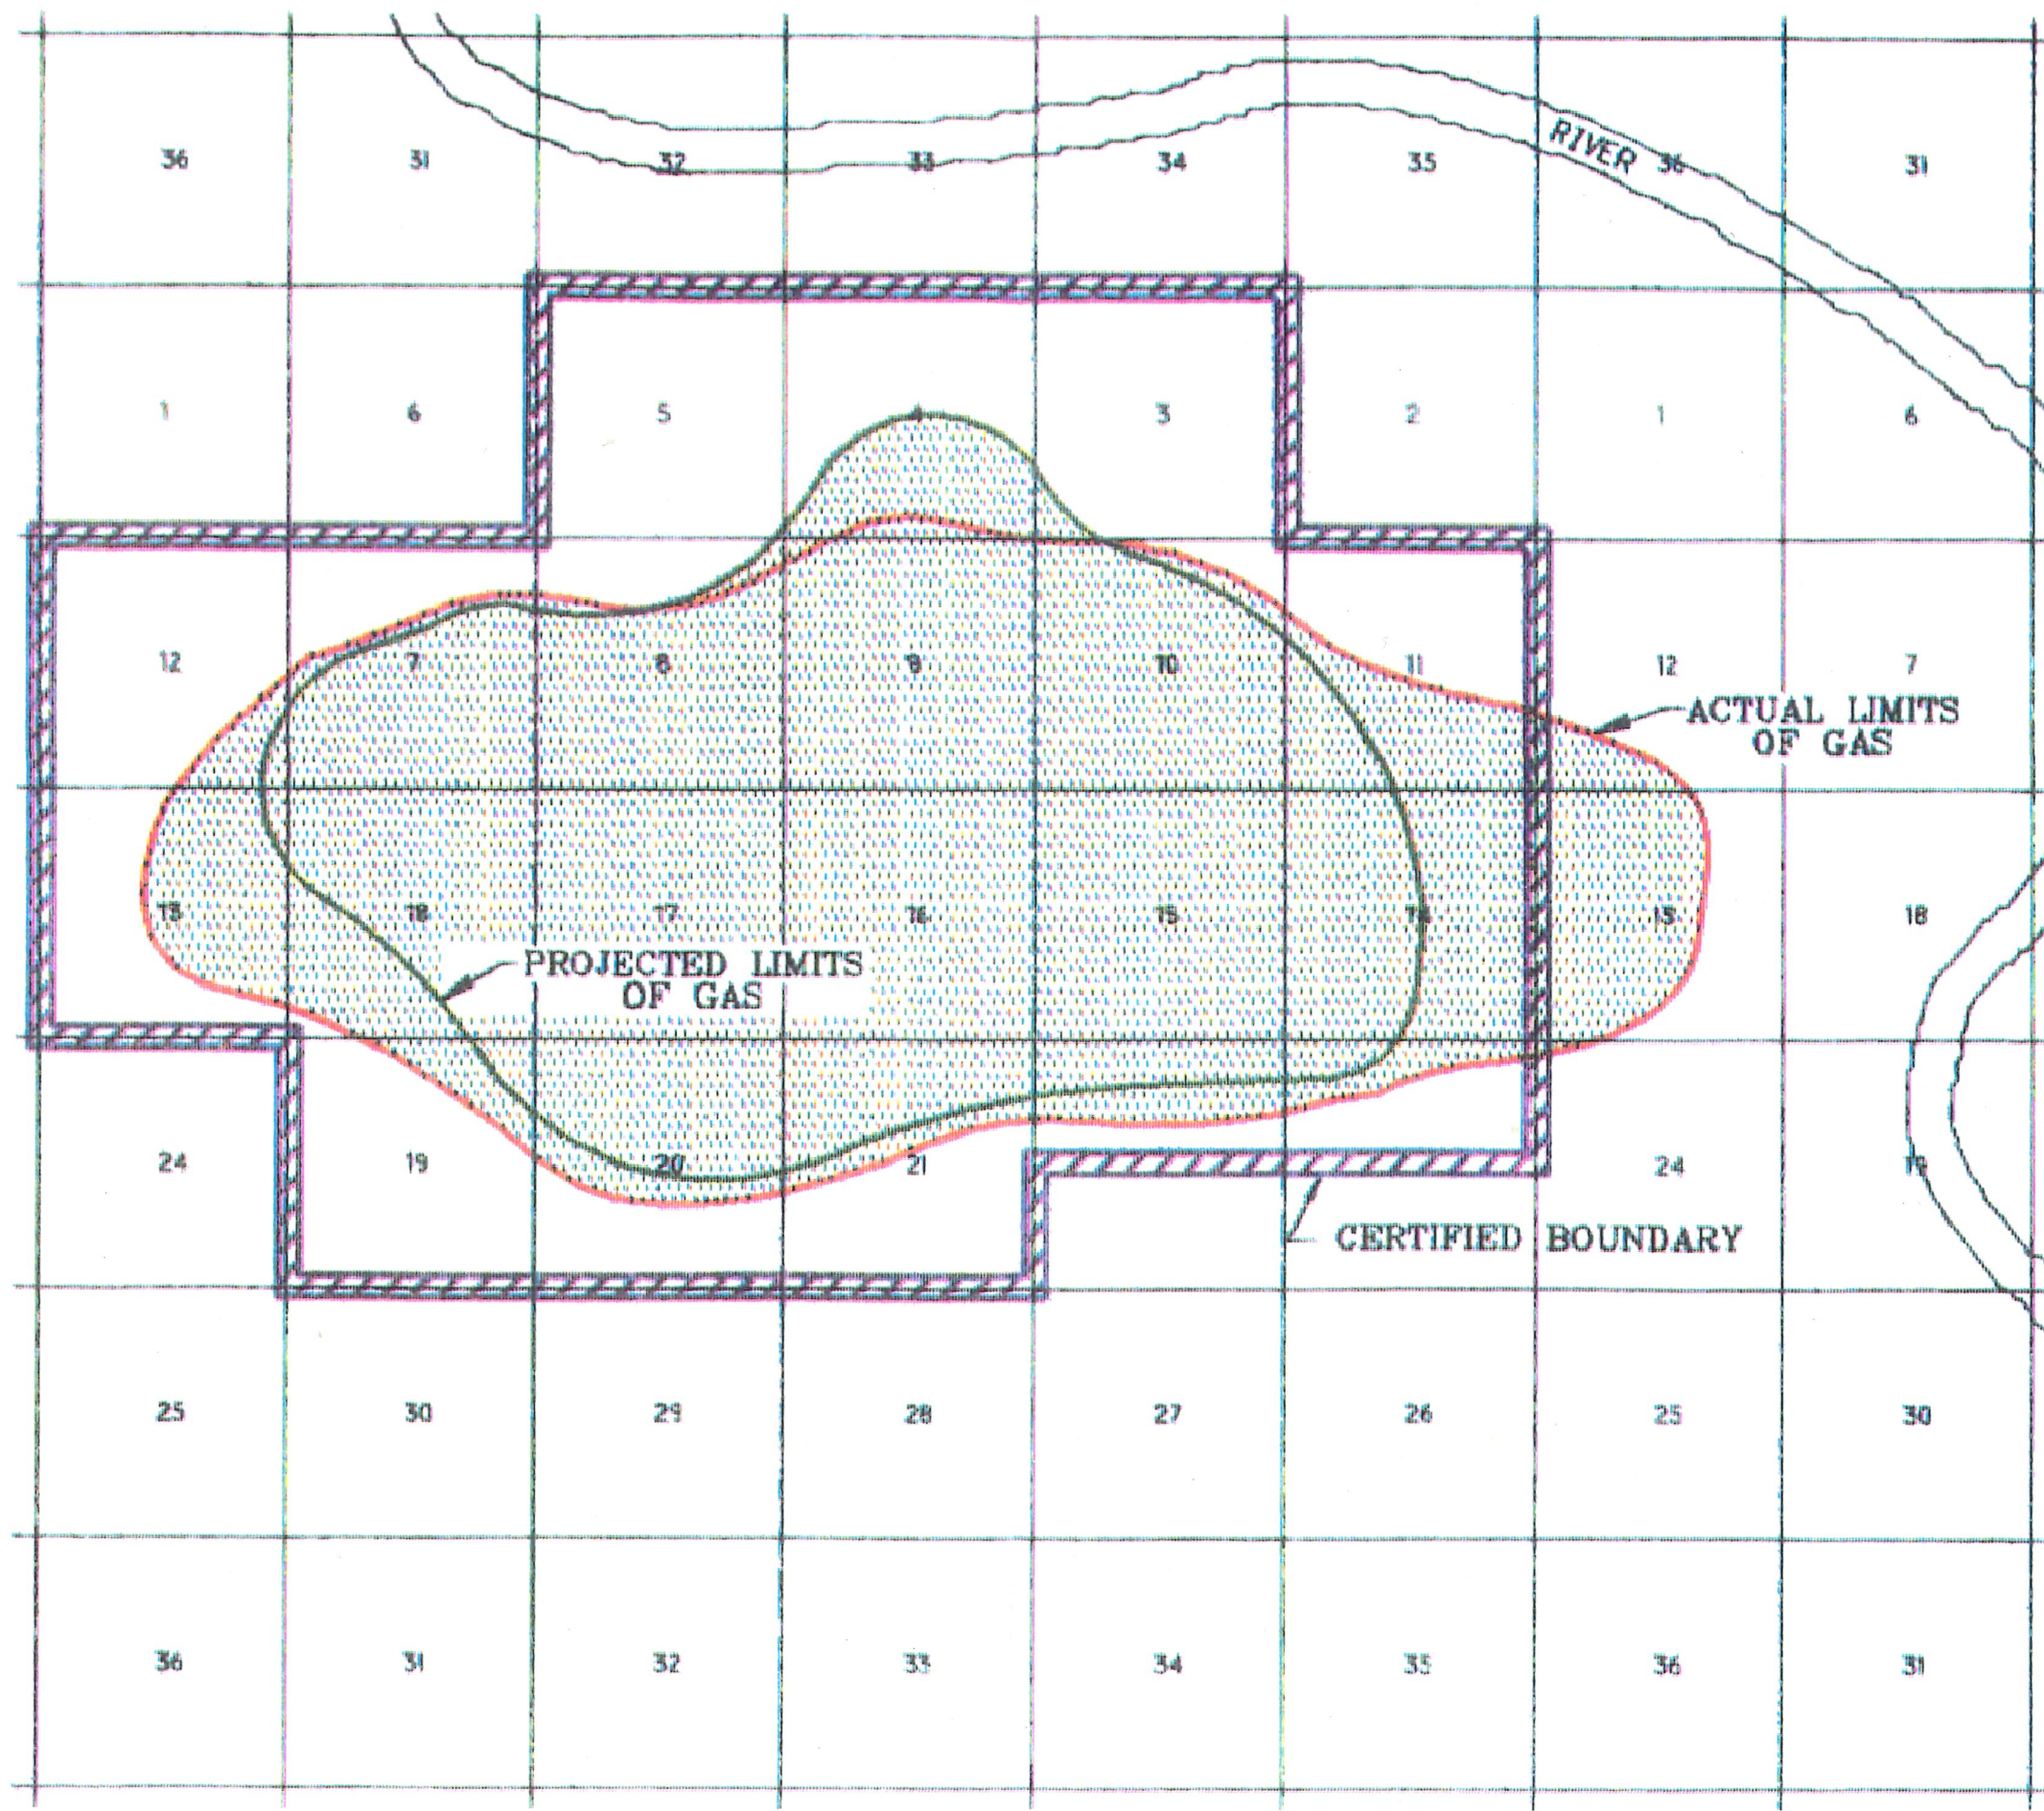 RIVER
36 31 32 33 34 35 36 31
1 6 5 4 3 2 1 6
12 7 8 9 10 11 12 7
ACTUAL LIMITS
OF GAS
13 18 17 16 15 14 13 18
PROJECTED LIMITS
OF GAS
24 19 20 21 24 19
CERTIFIED BOUNDARY
25 30 29 28 27 26 25 30
36 31 32 33 34 35 36 31